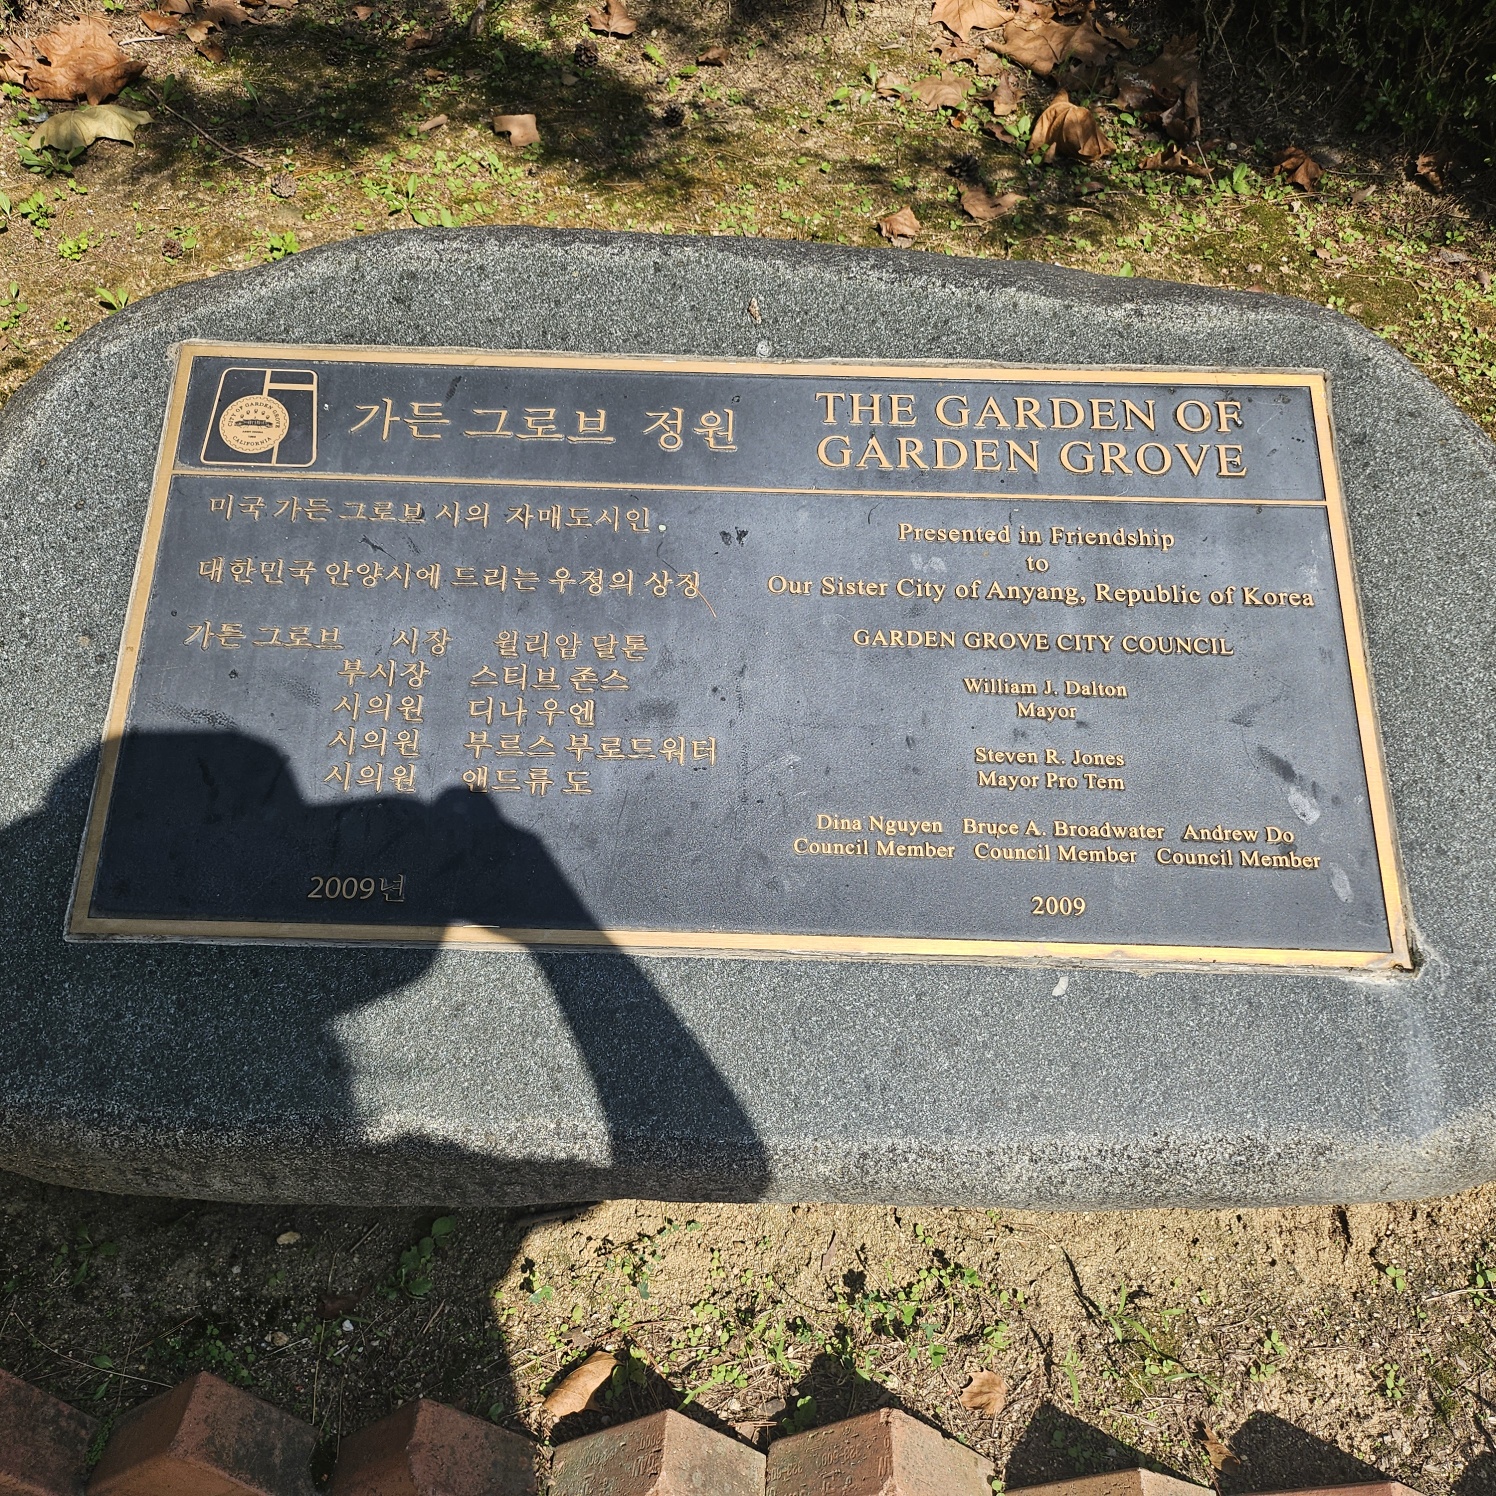 가든 그로브 정원
미국 가든 그로브 시의 자매도시인
대한민국 안양시에 드리는 우정의 상징
가든 그로브 시장 윌리암 달톤
부시장 스티브 존스
시의원 디나 우엔
시의원 부르스 부로드워터
시의원 앤드류 도
2009년
THE GARDEN OF
GARDEN GROVE
Presented in Friendship
to
Our Sister City of Anyang, Republic of Korea
GARDEN GROVE CITY COUNCIL
William J. Dalton
Mayor
Steven R. Jones
Mayor Pro Tem
Dina Nguyen Bruce A. Broadwater Andrew Do
Council Member Council Member Council Member
2009
CITY OF GARDEN GROVE
CALIFORNIA